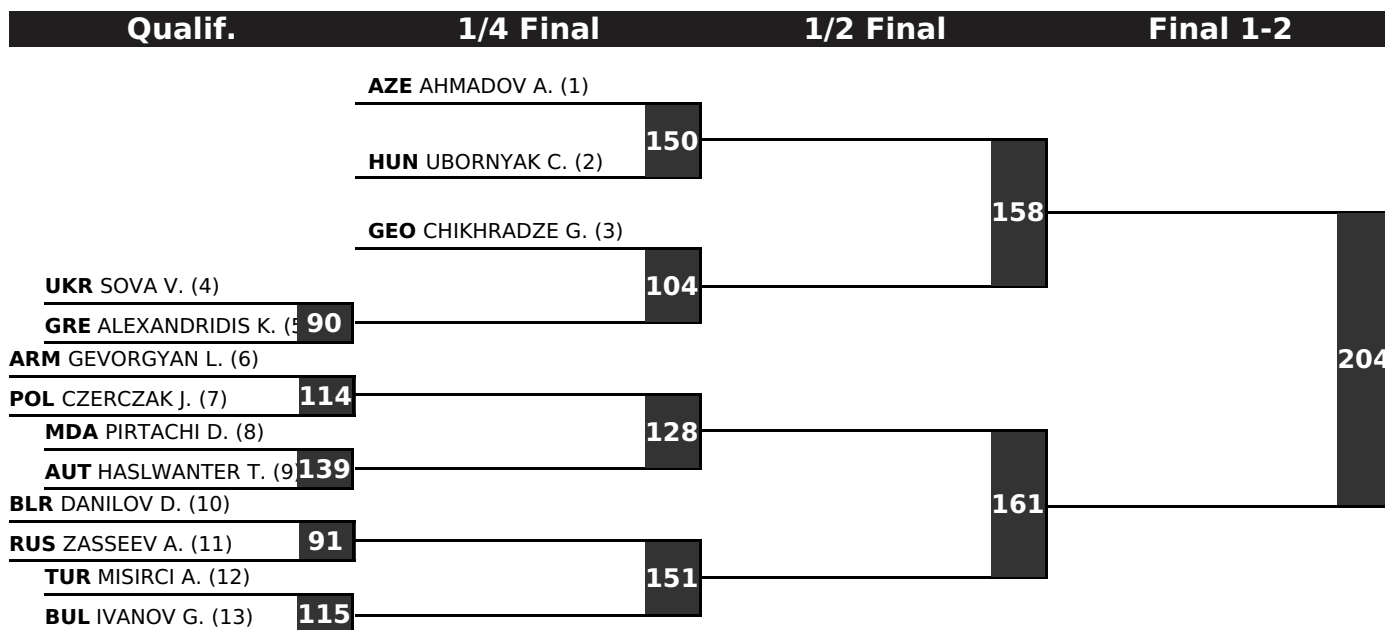 Qualif. 1/4 Final 1/2 Final Final 1-2
AZE AHMADOV A. (1)
150
HUN UBORNYAK C. (2)
158
GEO CHIKHRADZE G. (3)
UKR SOVA V. (4)
104
GRE ALEXANDRIDIS K. (5 90
ARM GEVORGYAN L. (6)
204
POL CZERCZAK J. (7) 114
MDA PIRTACHI D. (8)
128
AUT HASLWANTER T. (9) 139
BLR DANILOV D. (10)
161
RUS ZASSEEV A. (11) 91
TUR MISIRCI A. (12)
151
BUL IVANOV G. (13) 115